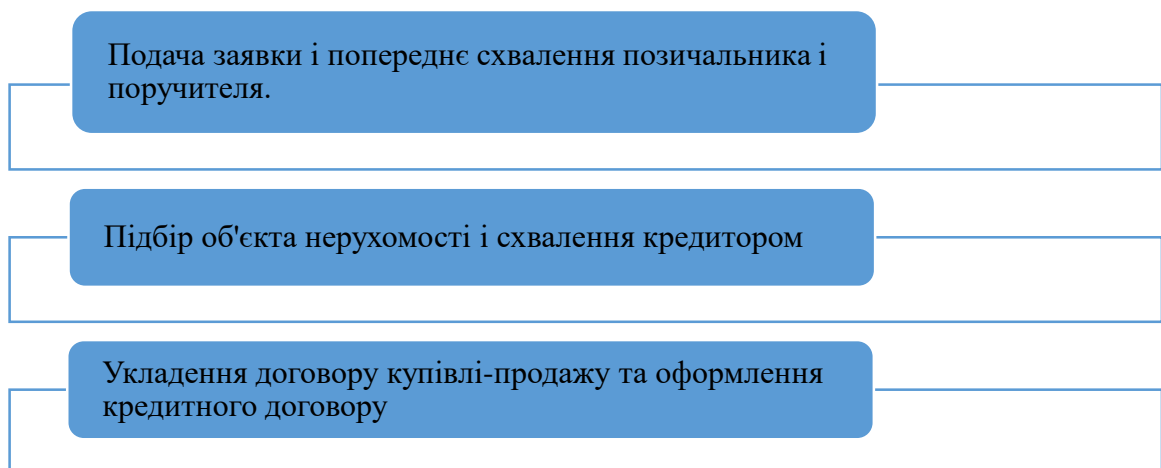 Подача заявки і попереднє схвалення позичальника і
поручителя.
Підбір об'єкта нерухомості і схвалення кредитором
Укладення договору купівлі-продажу та оформлення
кредитного договору